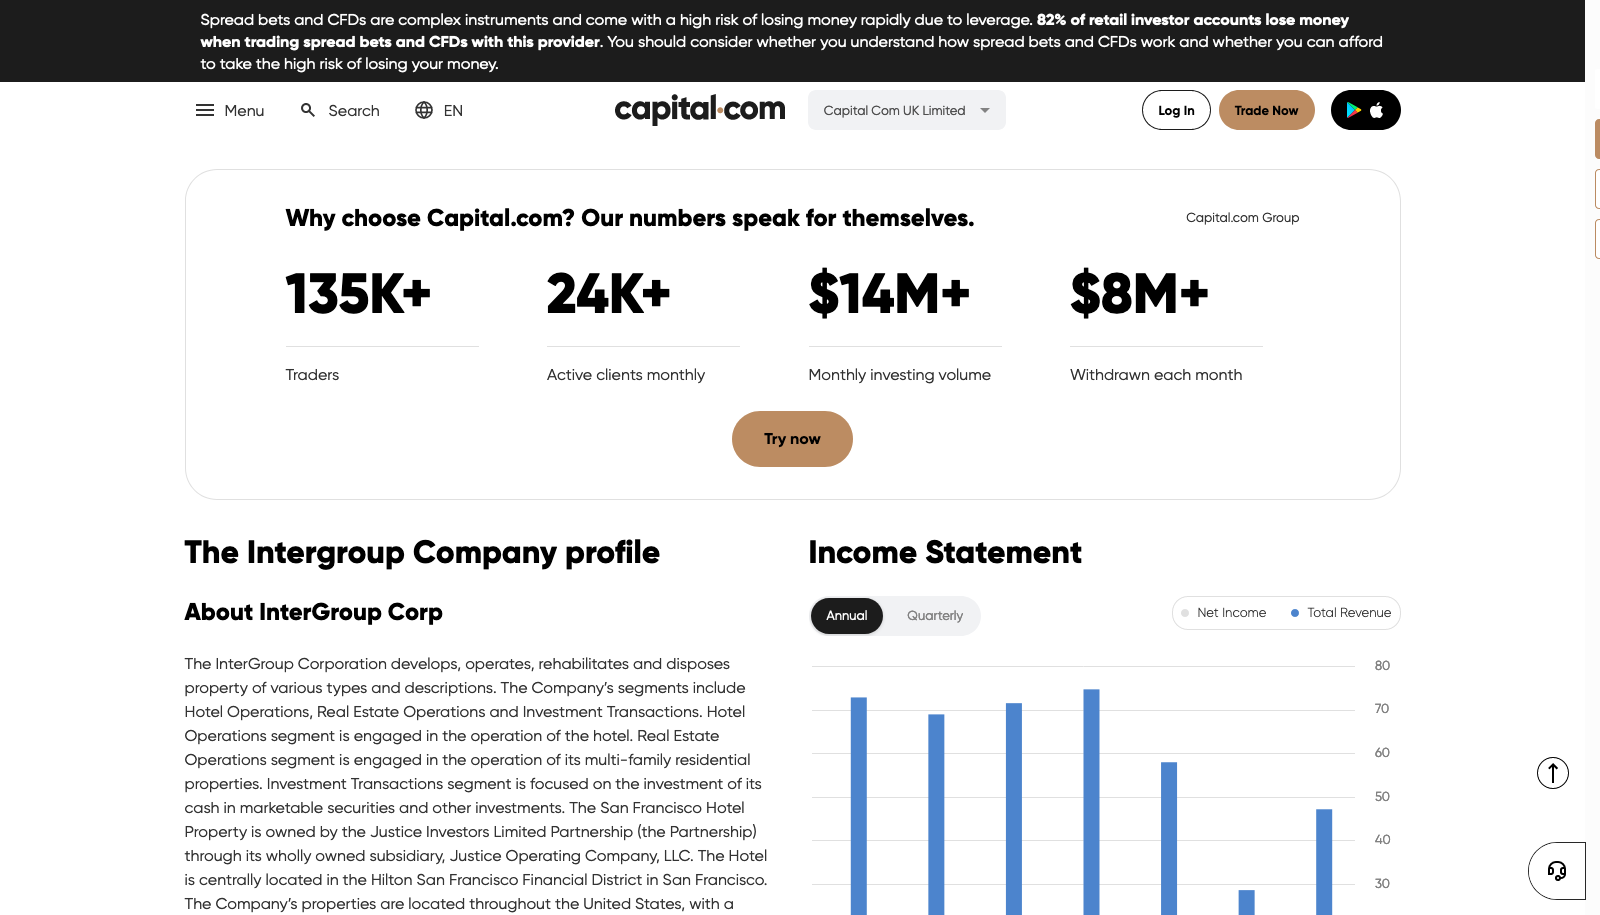 Spread bets and CFDs are complex instruments and come with a high risk of losing money rapidly due to leverage. 82% of retail investor accounts lose money
when trading spread bets and CFDs with this provider. You should consider whether you understand how spread bets and CFDs work and whether you can afford
to take the high risk of losing your money.
Menu
Search
EN
capital.com
Capital Com UK Limited
Log In
Trade Now
Why choose Capital.com? Our numbers speak for themselves.
Capital.com Group
135K+
24K+
$14M+
$8M+
Traders
Active clients monthly
Monthly investing volume
Withdrawn each month
Try now
The Intergroup Company profile
About InterGroup Corp
The InterGroup Corporation develops, operates, rehabilitates and disposes
property of various types and descriptions. The Company’s segments include
Hotel Operations, Real Estate Operations and Investment Transactions. Hotel
Operations segment is engaged in the operation of the hotel. Real Estate
Operations segment is engaged in the operation of its multi-family residential
properties. Investment Transactions segment is focused on the investment of its
cash in marketable securities and other investments. The San Francisco Hotel
Property is owned by the Justice Investors Limited Partnership (the Partnership)
through its wholly owned subsidiary, Justice Operating Company, LLC. The Hotel
is centrally located in the Hilton San Francisco Financial District in San Francisco.
The Company’s properties are located throughout the United States, with a
Income Statement
Annual
Quarterly
Net Income
Total Revenue
80
70
60
50
40
30